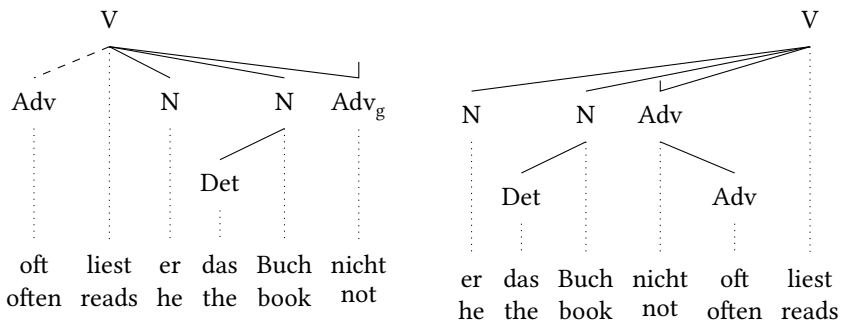 V
Adv N N Adv_g
Det
oft liest er das Buch nicht
often reads he the book not
V
N N Adv
Det Adv
er das Buch nicht oft liest
he the book not often reads